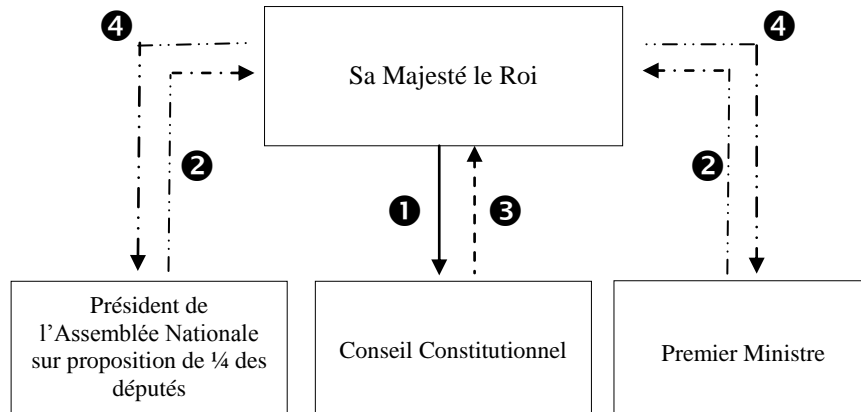 ❹
❹
Sa Majesté le Roi
❷
❷
❶
❸
Président de
l’Assemblée Nationale
sur proposition de ¼ des
députés
Conseil Constitutionnel
Premier Ministre